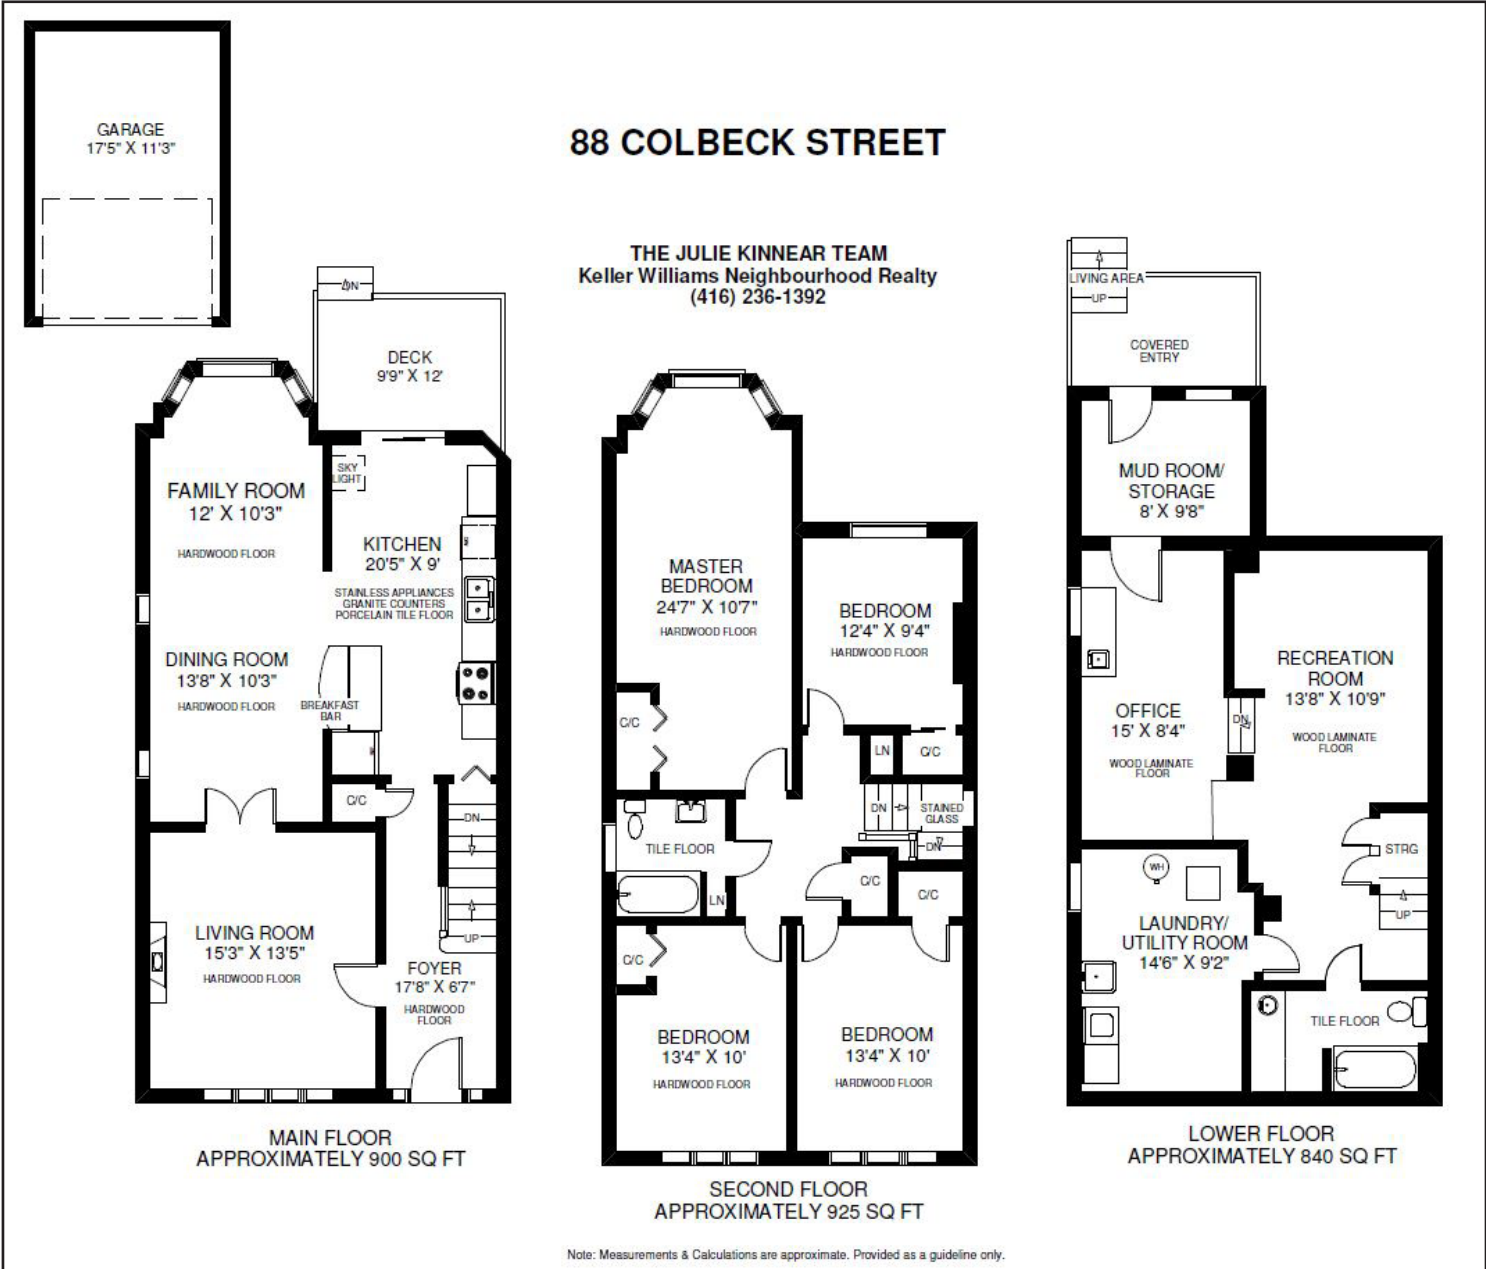 88 COLBECK STREET
THE JULIE KINNEAR TEAM
Keller Williams Neighbourhood Realty
(416) 236-1392
GARAGE
17'5" X 11'3"
DN
DECK
9'9" X 12'
SKY
LIGHT
FAMILY ROOM
12' X 10'3"
HARDWOOD FLOOR
KITCHEN
20'5" X 9'
STAINLESS APPLIANCES
GRANITE COUNTERS
PORCELAIN TILE FLOOR
DINING ROOM
13'8" X 10'3"
HARDWOOD FLOOR
BREAKFAST
BAR
C/C
DN
LIVING ROOM
15'3" X 13'5"
HARDWOOD FLOOR
UP
FOYER
17'8" X 6'7"
HARDWOOD
FLOOR
MAIN FLOOR
APPROXIMATELY 900 SQ FT
MASTER
BEDROOM
24'7" X 10'7"
HARDWOOD FLOOR
BEDROOM
12'4" X 9'4"
HARDWOOD FLOOR
C/C
LN
C/C
DN
STAINED
GLASS
DN
TILE FLOOR
LN
C/C
C/C
C/C
BEDROOM
13'4" X 10'
HARDWOOD FLOOR
BEDROOM
13'4" X 10'
HARDWOOD FLOOR
SECOND FLOOR
APPROXIMATELY 925 SQ FT
LIVING AREA
UP
COVERED
ENTRY
MUD ROOM/
STORAGE
8' X 9'8"
RECREATION
ROOM
13'8" X 10'9"
WOOD LAMINATE
FLOOR
OFFICE
15' X 8'4"
WOOD LAMINATE
FLOOR
DN
STRG
UP
WH
LAUNDRY/
UTILITY ROOM
14'6" X 9'2"
TILE FLOOR
LOWER FLOOR
APPROXIMATELY 840 SQ FT
Note: Measurements & Calculations are approximate. Provided as a guideline only.